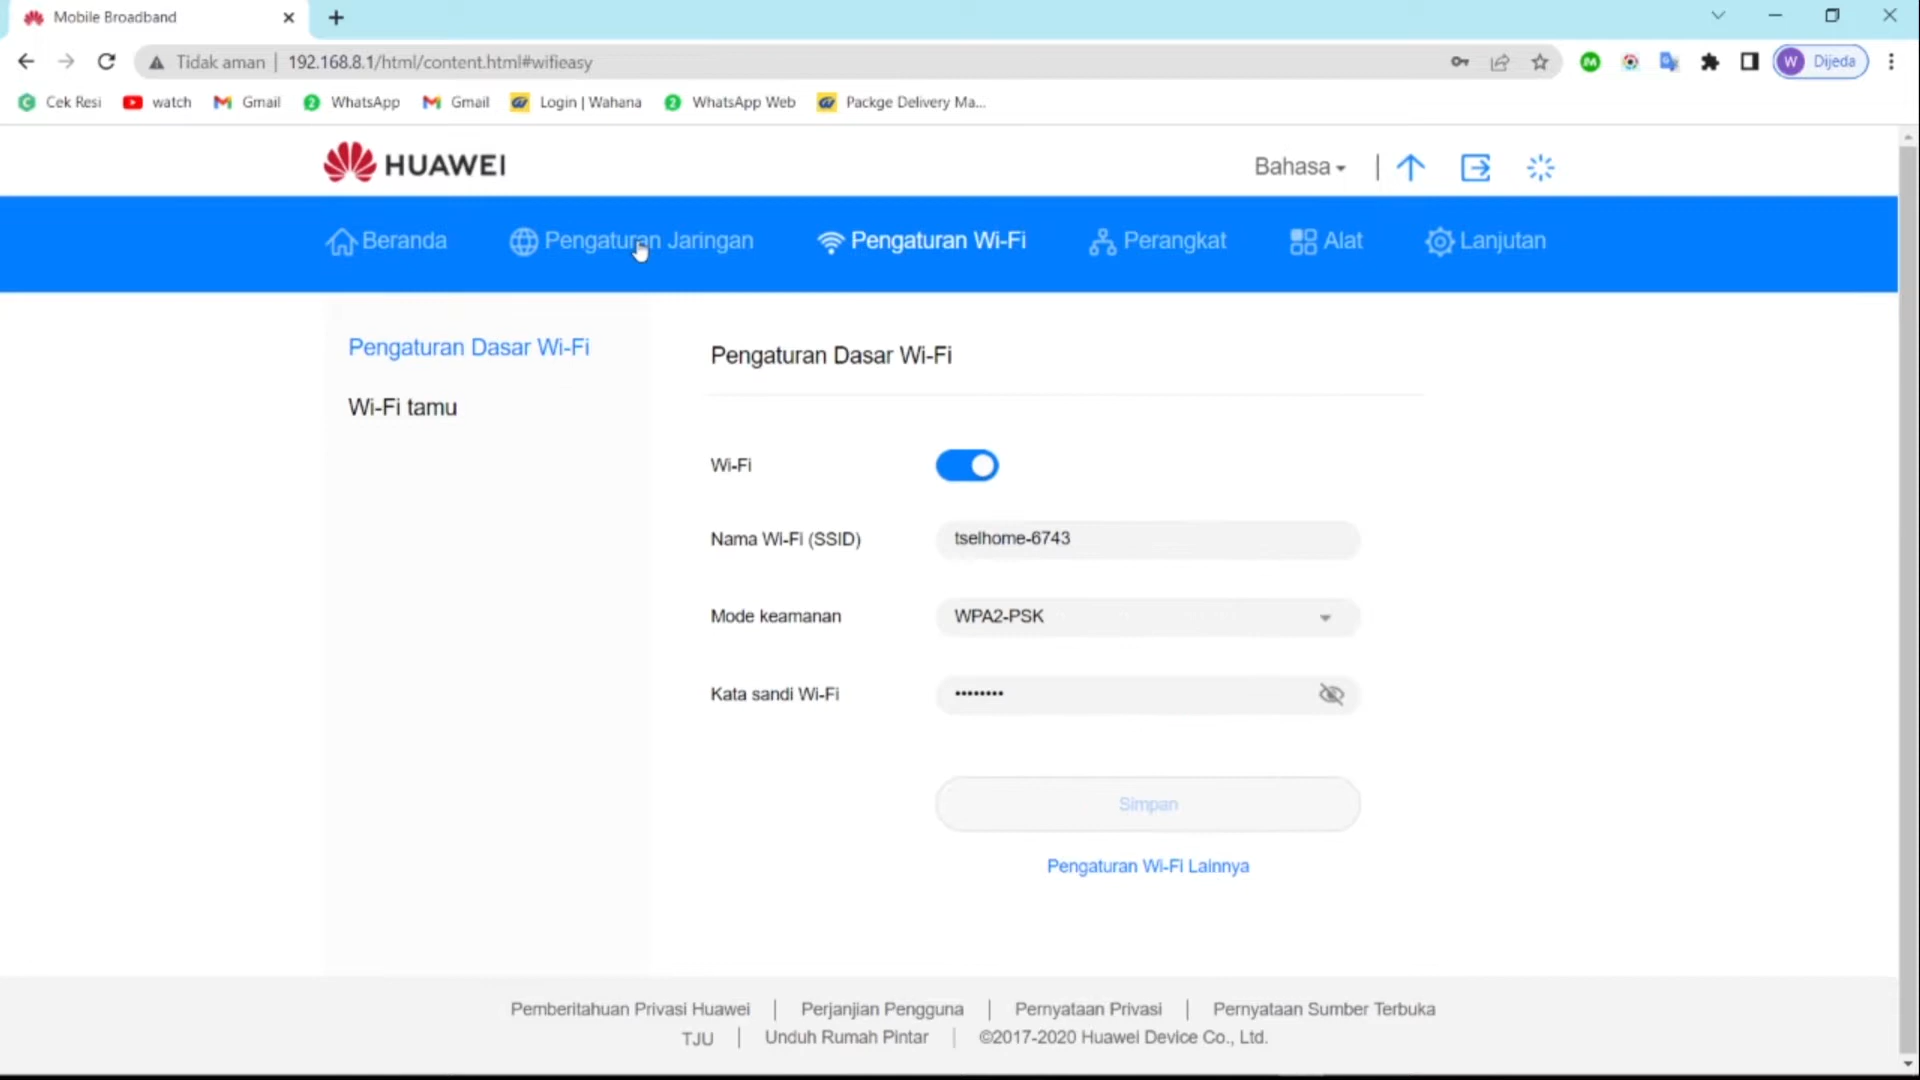 Mobile Broadband
Tidak aman | 192.168.8.1/html/content.html#wifieasy
W Dijeda
Cek Resi watch Gmail WhatsApp Gmail Login | Wahana WhatsApp Web Packge Delivery Ma...
HUAWEI
Bahasa
Beranda Pengaturan Jaringan Pengaturan Wi-Fi Perangkat Alat Lanjutan
Pengaturan Dasar Wi-Fi
Wi-Fi tamu
Pengaturan Dasar Wi-Fi
Wi-Fi
Nama Wi-Fi (SSID) tselhome-6743
Mode keamanan WPA2-PSK
Kata sandi Wi-Fi ••••••••
Simpan
Pengaturan Wi-Fi Lainnya
Pemberitahuan Privasi Huawei | Perjanjian Pengguna | Pernyataan Privasi | Pernyataan Sumber Terbuka
TJU | Unduh Rumah Pintar | ©2017-2020 Huawei Device Co., Ltd.